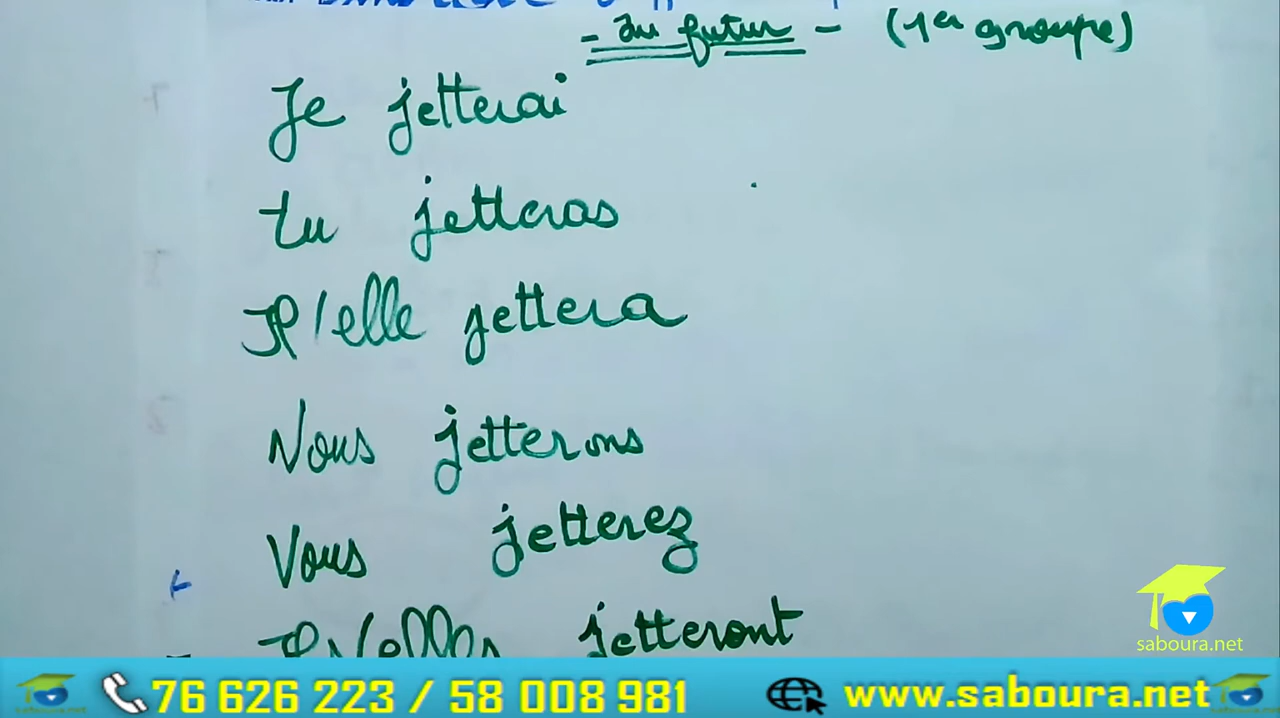 - au futur - (1er groupe)
Je jetterai
tu jetteras
Il/elle jettera
Nous jetterons
Vous jetterez
Ils/elles jetteront
saboura.net
76 626 223 / 58 008 981
www.saboura.net